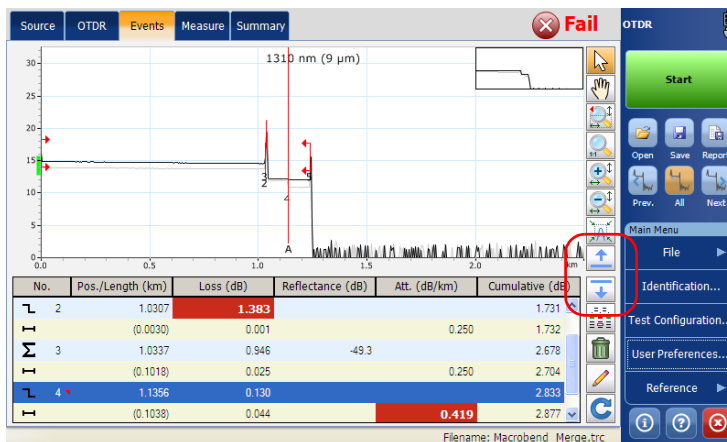 Source OTDR Events Measure Summary Fail OTDR
1310 nm (9 µm)
30
25
20
15
10
5
0
0.0 0.5 1.0 1.5 2.0 km
3
2
4
5
A
1:1
Start
Open Save Report
Prev. All Next
Main Menu
File
Identification...
Test Configuration...
User Preferences...
Reference
No. Pos./Length (km) Loss (dB) Reflectance (dB) Att. (dB/km) Cumulative (dB)
2 1.0307 1.383 1.731
(0.0030) 0.001 0.250 1.732
Σ 3 1.0337 0.946 -49.3 2.678
(0.1018) 0.025 0.250 2.704
4 * 1.1356 0.130 2.833
(0.1038) 0.044 0.419 2.877
Filename: Macrobend_Merge.trc